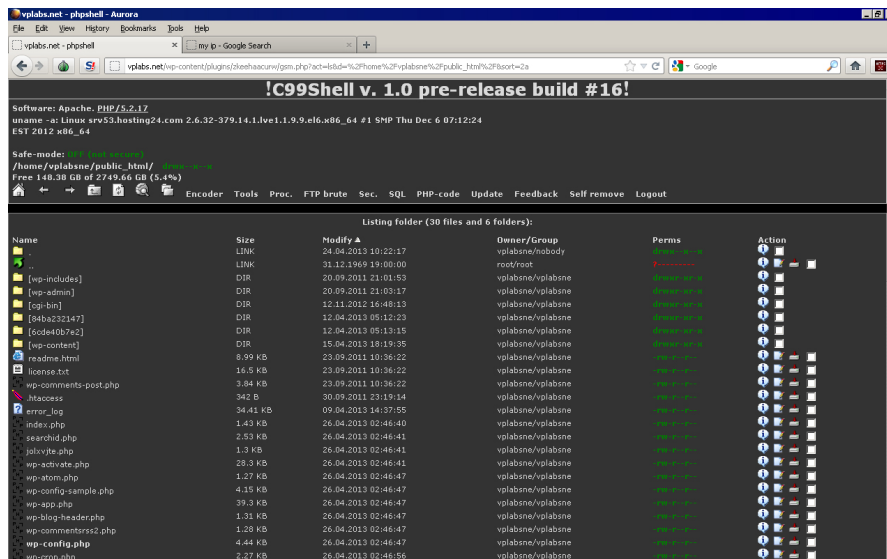 vplabs.net - phpshell - Aurora
File Edit View History Bookmarks Tools Help
vplabs.net - phpshell × my ip - Google Search × +
vplabs.net/wp-content/plugins/zkeehaacurw/gsm.php?act=ls&d=%2Fhome%2Fvplabsne%2Fpublic_html%2F&sort=2a Google
!C99Shell v. 1.0 pre-release build #16!
Software: Apache. PHP/5.2.17
uname -a: Linux srv53.hosting24.com 2.6.32-379.14.1.lve1.1.9.9.el6.x86_64 #1 SMP Thu Dec 6 07:12:24
EST 2012 x86_64
Safe-mode: OFF (not secure)
/home/vplabsne/public_html/ drwx--x--x
Free 148.38 GB of 2749.66 GB (5.4%)
Encoder Tools Proc. FTP brute Sec. SQL PHP-code Update Feedback Self remove Logout
Listing folder (30 files and 6 folders):
Name Size Modify Owner/Group Perms Action
. LINK 24.04.2013 10:22:17 vplabsne/nobody drwx--x--x
.. LINK 31.12.1969 19:00:00 root/root
[wp-includes] DIR 20.09.2011 21:01:53 vplabsne/vplabsne drwxr-xr-x
[wp-admin] DIR 20.09.2011 21:03:17 vplabsne/vplabsne drwxr-xr-x
[cgi-bin] DIR 12.11.2012 16:48:13 vplabsne/vplabsne drwxr-xr-x
[84ba232147] DIR 12.04.2013 05:12:23 vplabsne/vplabsne drwxr-xr-x
[6cde40b7e2] DIR 12.04.2013 05:13:15 vplabsne/vplabsne drwxr-xr-x
[wp-content] DIR 15.04.2013 18:19:35 vplabsne/vplabsne drwxr-xr-x
readme.html 8.99 KB 23.09.2011 10:36:22 vplabsne/vplabsne -rw-r--r--
license.txt 16.5 KB 23.09.2011 10:36:22 vplabsne/vplabsne -rw-r--r--
wp-comments-post.php 3.84 KB 23.09.2011 10:36:22 vplabsne/vplabsne -rw-r--r--
.htaccess 342 B 30.09.2011 23:19:14 vplabsne/vplabsne -rw-r--r--
error_log 34.41 KB 09.04.2013 14:37:55 vplabsne/vplabsne -rw-r--r--
index.php 1.43 KB 26.04.2013 02:46:40 vplabsne/vplabsne -rw-r--r--
searchid.php 2.53 KB 26.04.2013 02:46:41 vplabsne/vplabsne -rw-r--r--
jolxvjte.php 1.3 KB 26.04.2013 02:46:41 vplabsne/vplabsne -rw-r--r--
wp-activate.php 28.3 KB 26.04.2013 02:46:41 vplabsne/vplabsne -rw-r--r--
wp-atom.php 1.27 KB 26.04.2013 02:46:47 vplabsne/vplabsne -rw-r--r--
wp-config-sample.php 4.15 KB 26.04.2013 02:46:47 vplabsne/vplabsne -rw-r--r--
wp-app.php 39.3 KB 26.04.2013 02:46:47 vplabsne/vplabsne -rw-r--r--
wp-blog-header.php 1.31 KB 26.04.2013 02:46:47 vplabsne/vplabsne -rw-r--r--
wp-commentsrss2.php 1.28 KB 26.04.2013 02:46:47 vplabsne/vplabsne -rw-r--r--
wp-config.php 4.44 KB 26.04.2013 02:46:47 vplabsne/vplabsne -rw-r--r--
wp-cron.php 2.27 KB 26.04.2013 02:46:56 vplabsne/vplabsne -rw-r--r--